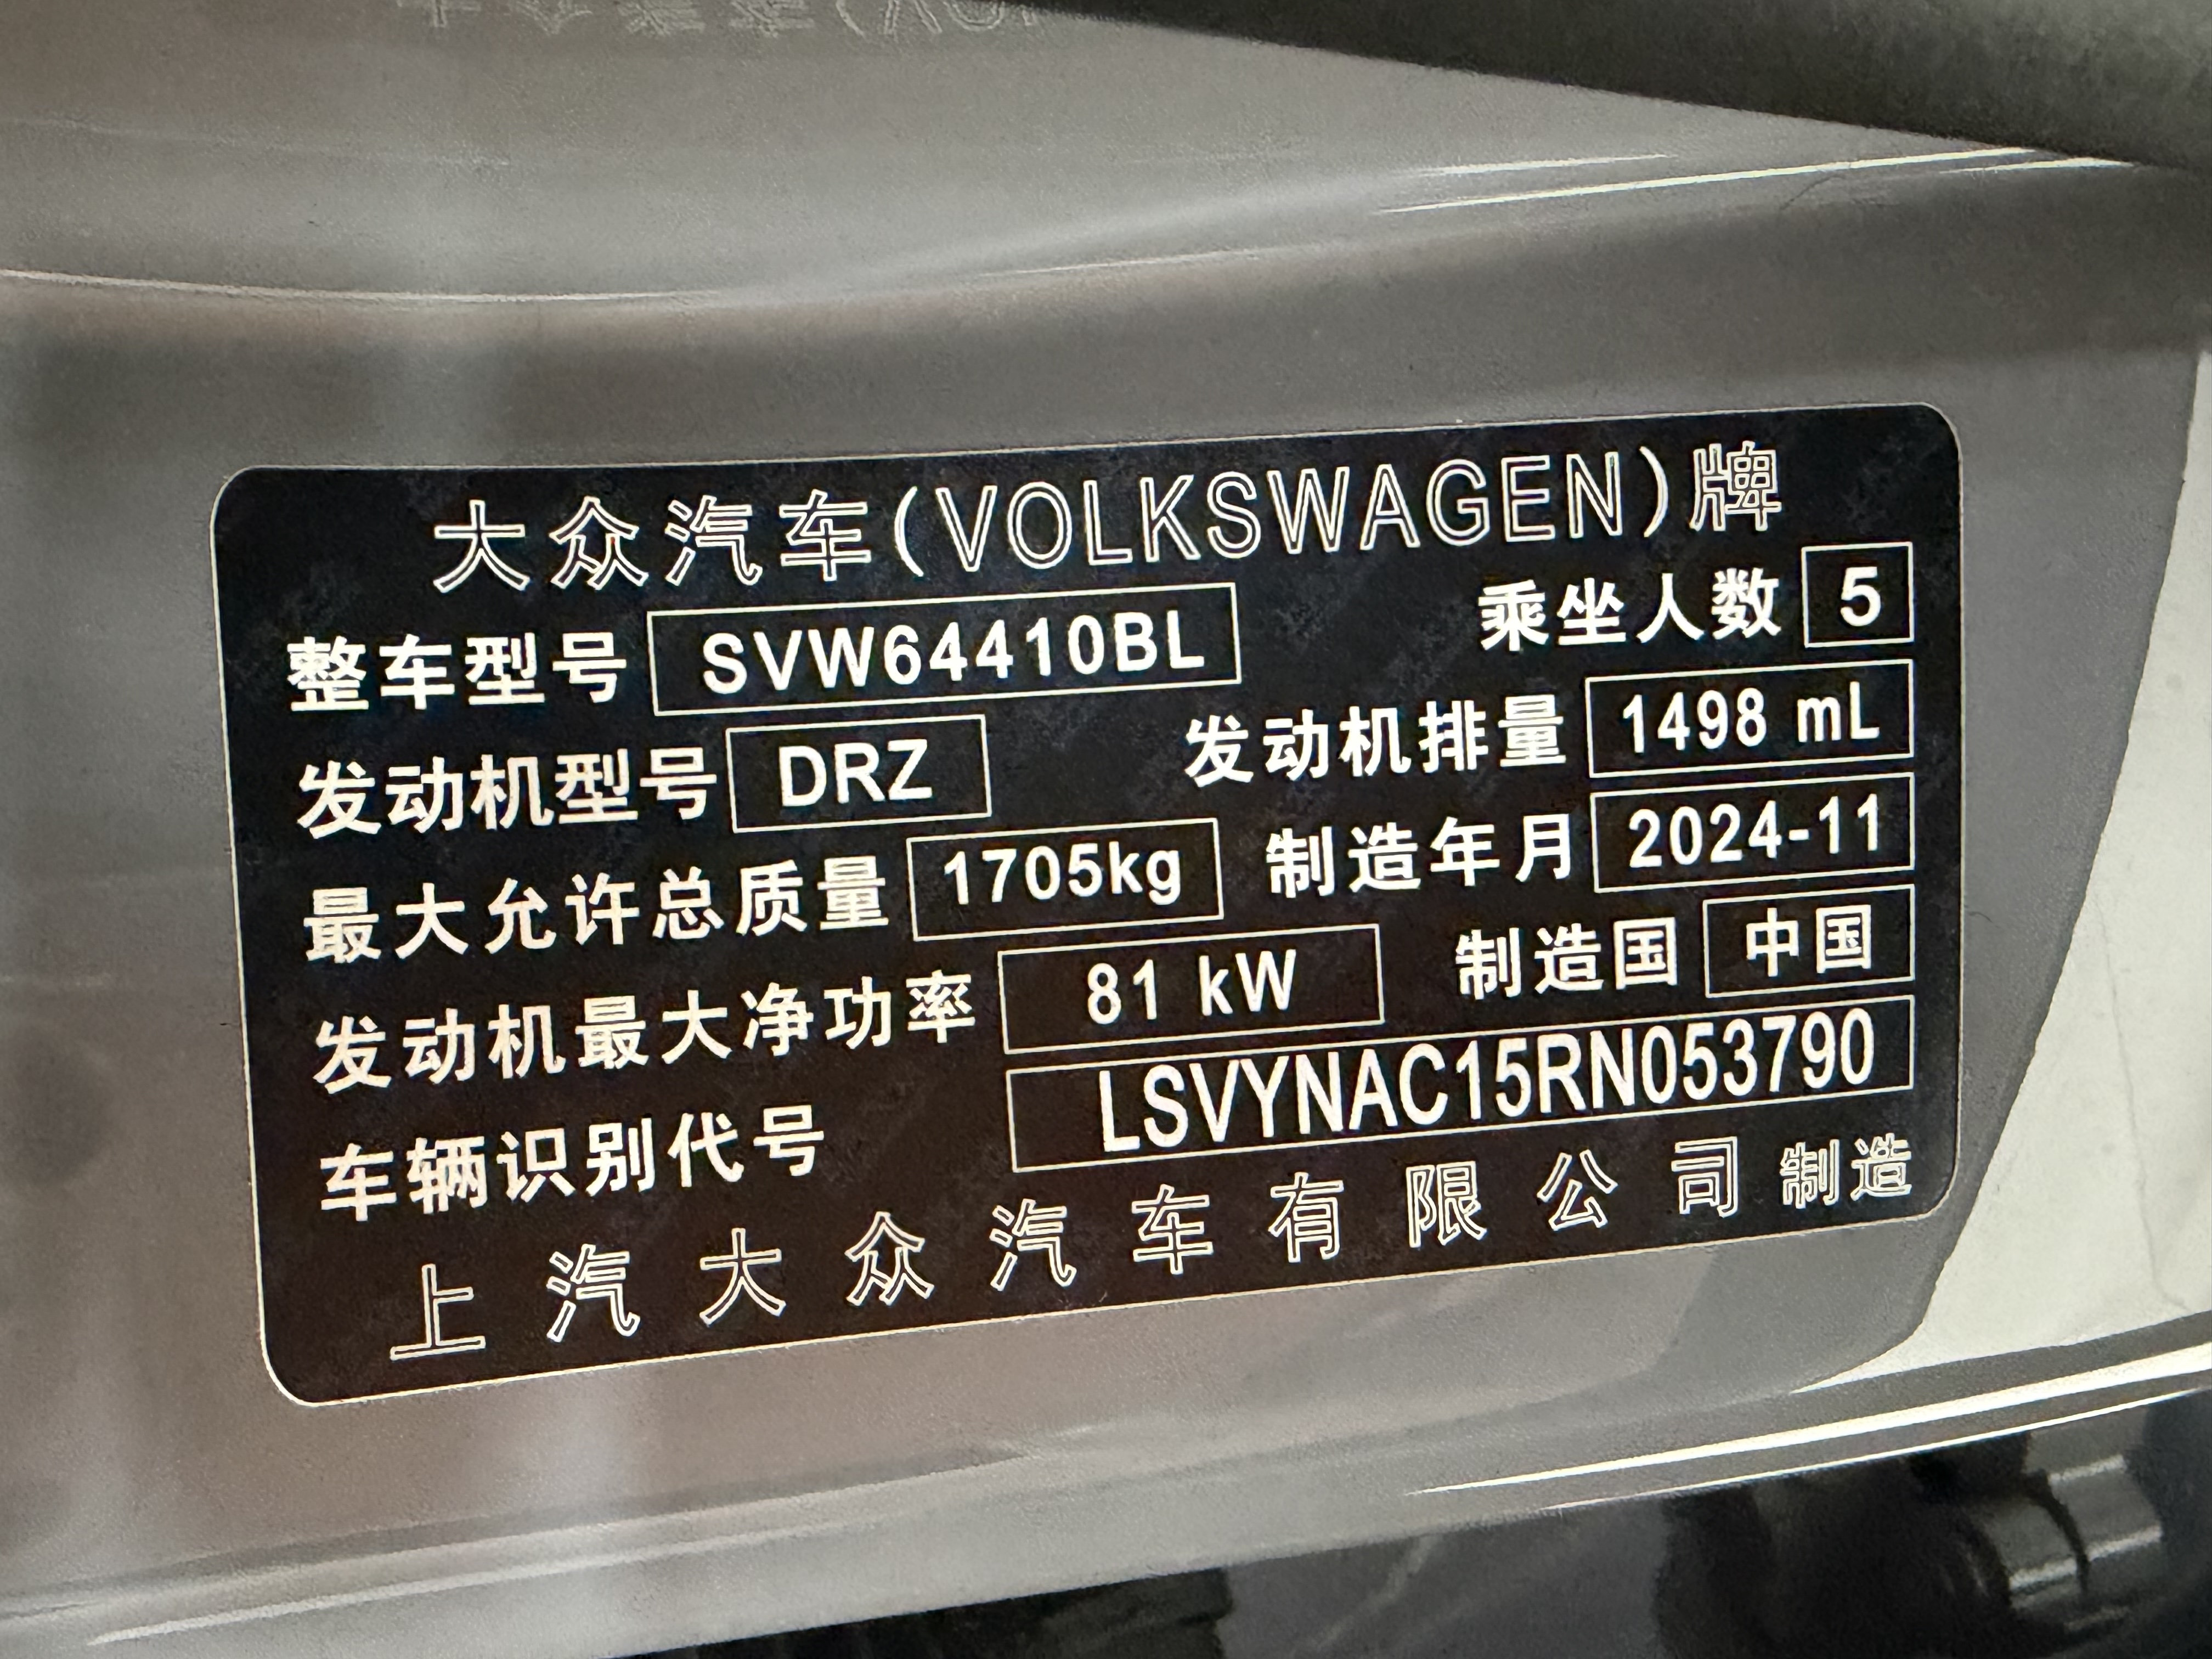 大众汽车(VOLKSWAGEN)牌
整车型号 SVW64410BL 乘坐人数 5
发动机型号 DRZ 发动机排量 1498 mL
最大允许总质量 1705kg 制造年月 2024-11
发动机最大净功率 81 kW 制造国 中国
车辆识别代号 LSVYNAC15RN053790
上汽大众汽车有限公司 制造